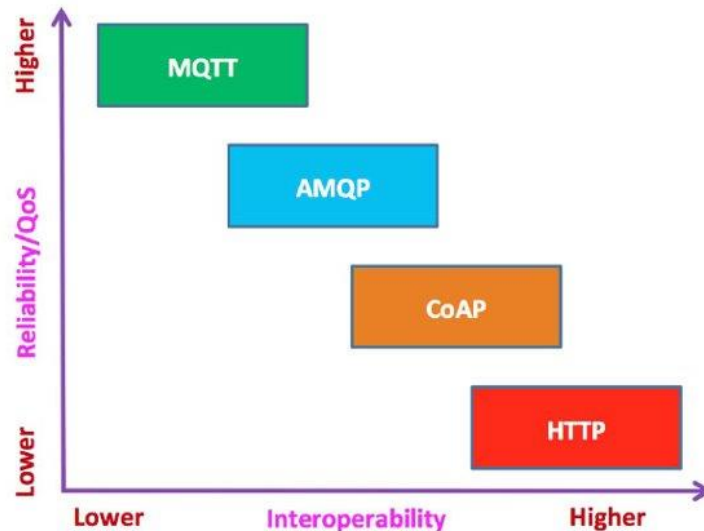 Higher
MQTT
AMQP
Reliability/QoS
CoAP
HTTP
Lower
Lower
Interoperability
Higher